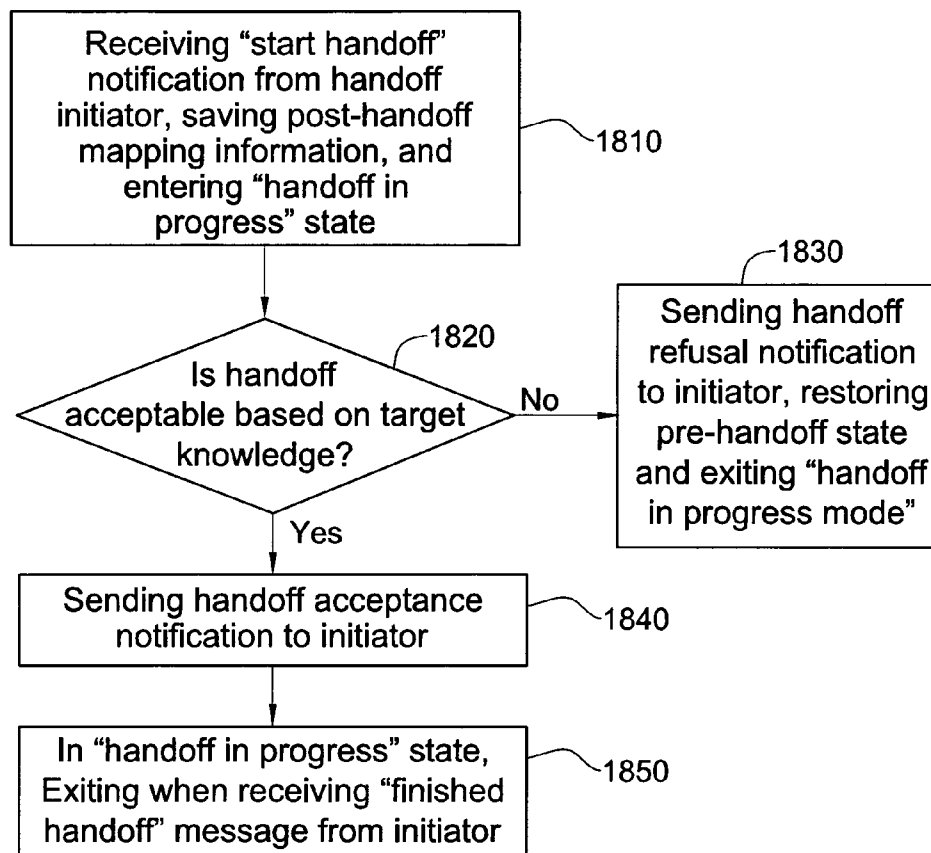 Receiving “start handoff”
notification from handoff
initiator, saving post-handoff
mapping information, and
entering “handoff in
progress” state
1810
Is handoff
acceptable based on target
knowledge?
1820
No
1830
Sending handoff
refusal notification
to initiator, restoring
pre-handoff state
and exiting “handoff
in progress mode”
Yes
Sending handoff acceptance
notification to initiator
1840
In “handoff in progress” state,
Exiting when receiving “finished
handoff” message from initiator
1850